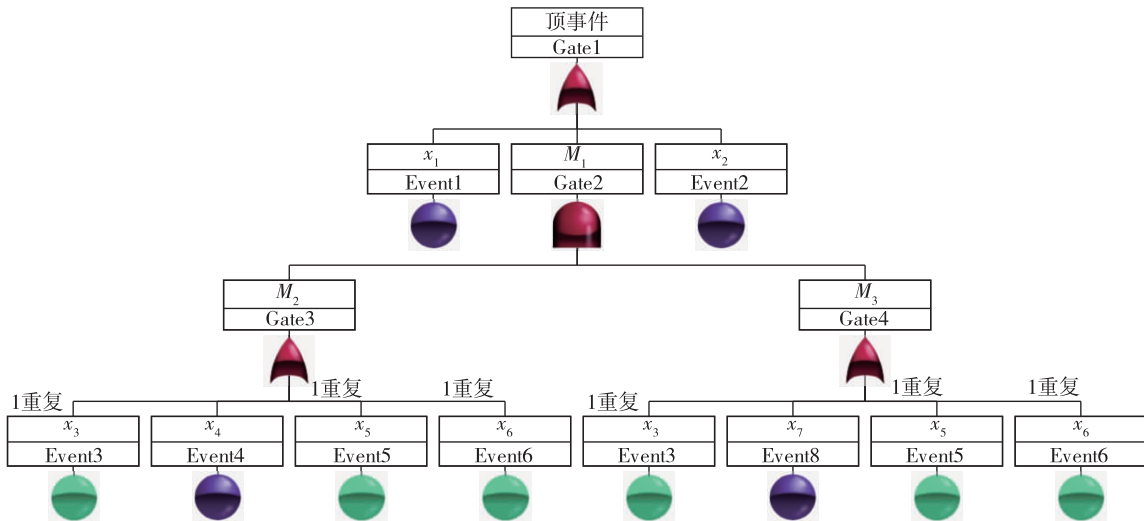 顶事件
Gate1
x₁
Event1
M₁
Gate2
x₂
Event2
M₂
Gate3
M₃
Gate4
1重复
x₃
Event3
x₄
Event4
1重复
x₅
Event5
1重复
x₆
Event6
1重复
x₃
Event3
x₇
Event8
1重复
x₅
Event5
1重复
x₆
Event6